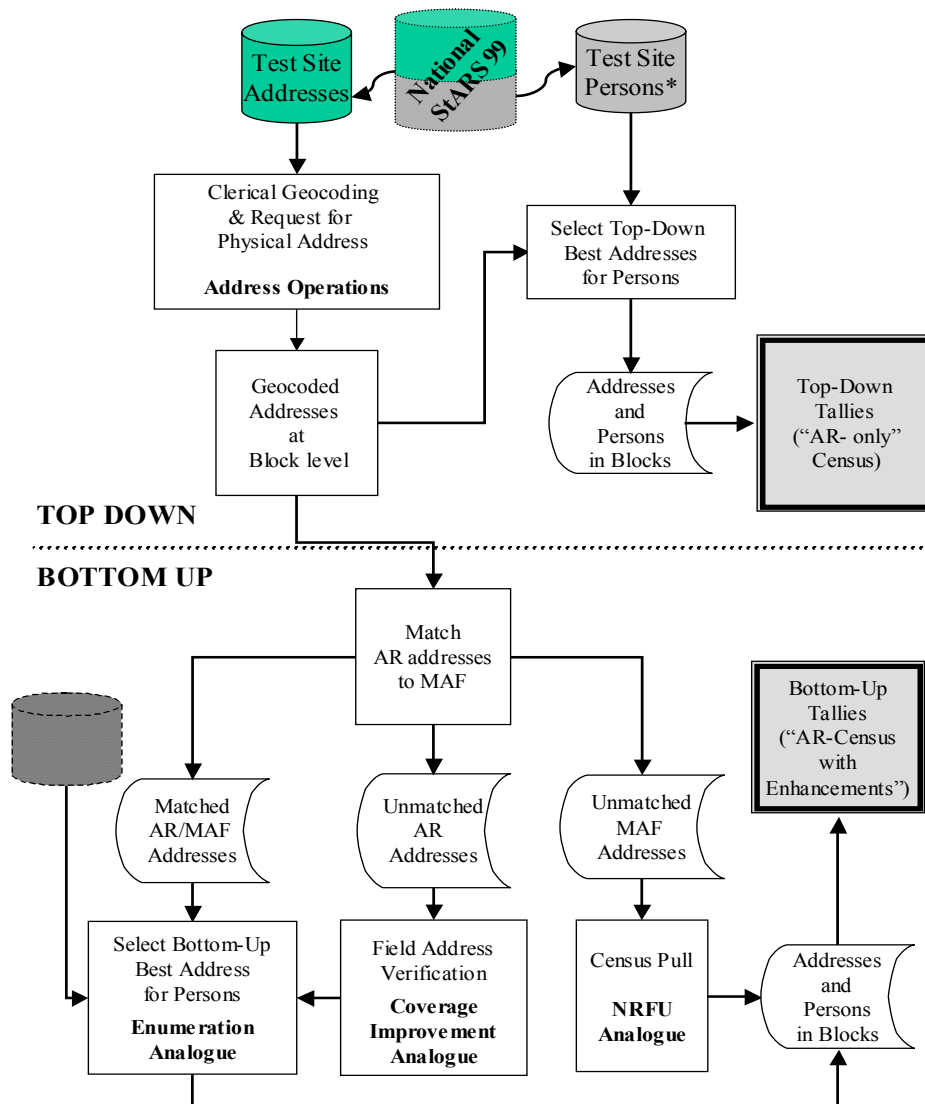 Test Site
Addresses
National
StARS 99
Test Site
Persons*
Clerical Geocoding
& Request for
Physical Address
Address Operations
Select Top-Down
Best Addresses
for Persons
Geocoded
Addresses
at
Block level
Addresses
and
Persons
in Blocks
Top-Down
Tallies
(“AR- only”
Census)
TOP DOWN
BOTTOM UP
Match
AR addresses
to MAF
Bottom-Up
Tallies
(“AR-Census
with
Enhancements”)
Matched
AR/MAF
Addresses
Unmatched
AR
Addresses
Unmatched
MAF
Addresses
Select Bottom-Up
Best Address
for Persons
Enumeration
Analogue
Field Address
Verification
Coverage
Improvement
Analogue
Census Pull
NRFU
Analogue
Addresses
and
Persons
in Blocks